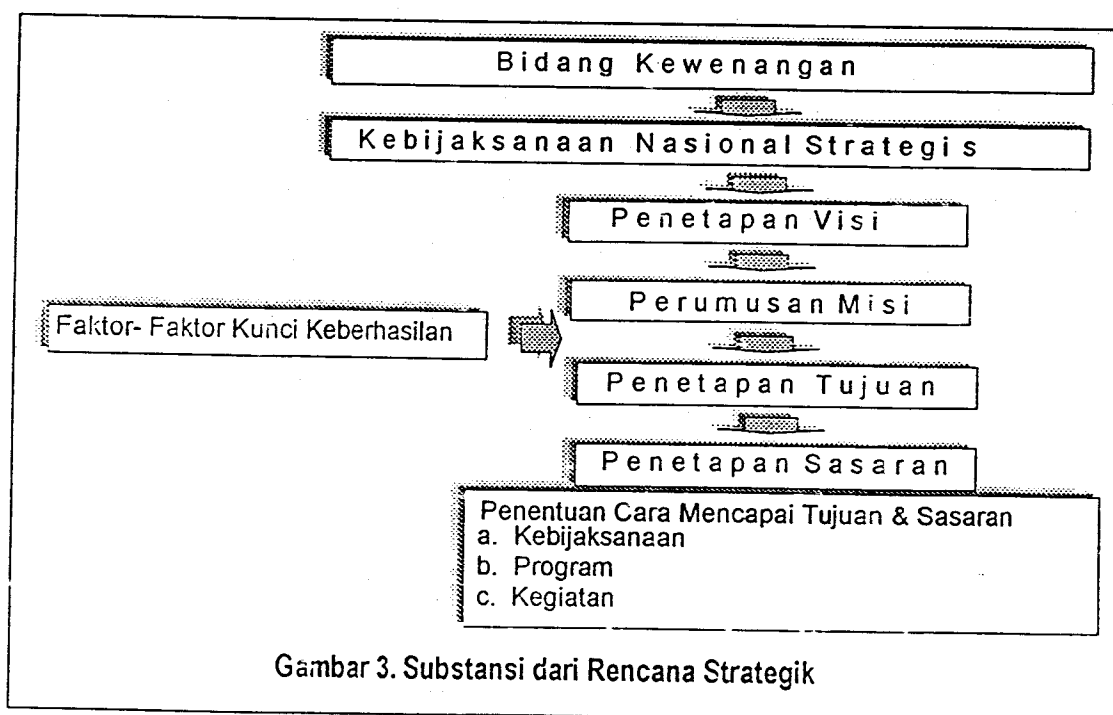 Bidang Kewenangan
Kebijaksanaan Nasional Strategis
Penetapan Visi
Perumusan Misi
Faktor- Faktor Kunci Keberhasilan
Penetapan Tujuan
Penetapan Sasaran
Penentuan Cara Mencapai Tujuan & Sasaran
a. Kebijaksanaan
b. Program
c. Kegiatan
Gambar 3. Substansi dari Rencana Strategik